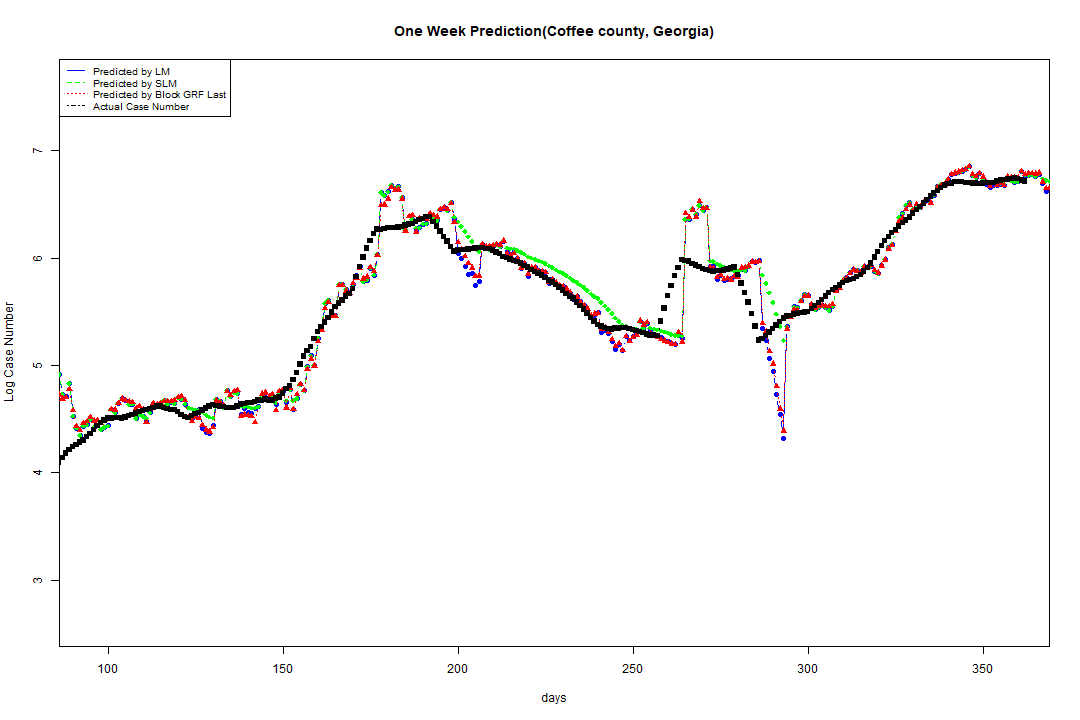 One Week Prediction(Coffee county, Georgia)
Predicted by LM
Predicted by SLM
Predicted by Block GRF Last
Actual Case Number
7
6
5
4
3
Log Case Number
100 150 200 250 300 350
days